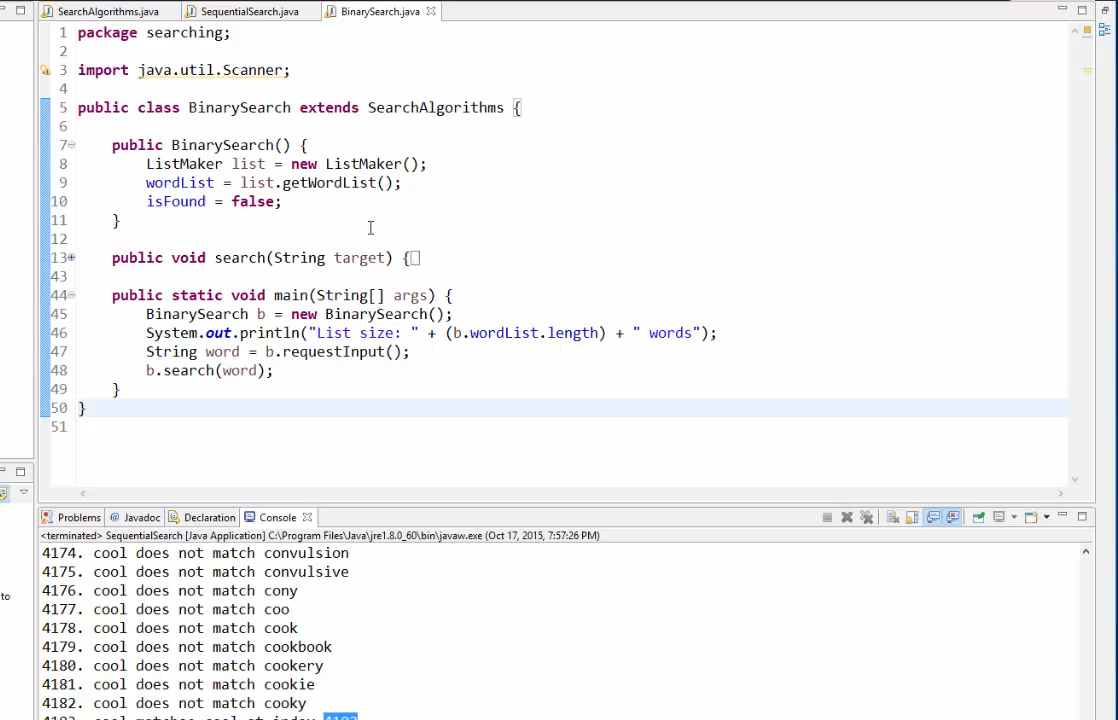 SearchAlgorithms.java SequentialSearch.java BinarySearch.java
1 package searching;
2
3 import java.util.Scanner;
4
5 public class BinarySearch extends SearchAlgorithms {
6
7 public BinarySearch() {
8 ListMaker list = new ListMaker();
9 wordList = list.getWordList();
10 isFound = false;
11 }
12
13 public void search(String target) {
43
44 public static void main(String[] args) {
45 BinarySearch b = new BinarySearch();
46 System.out.println("List size: " + (b.wordList.length) + " words");
47 String word = b.requestInput();
48 b.search(word);
49 }
50 }
51
Problems @ Javadoc Declaration Console
<terminated> SequentialSearch [Java Application] C:\Program Files\Java\jre1.8.0_60\bin\javaw.exe (Oct 17, 2015, 7:57:26 PM)
4174. cool does not match convulsion
4175. cool does not match convulsive
4176. cool does not match cony
to
4177. cool does not match coo
4178. cool does not match cook
4179. cool does not match cookbook
4180. cool does not match cookery
4181. cool does not match cookie
4182. cool does not match cooky
4183. cool matches cool at index 4183